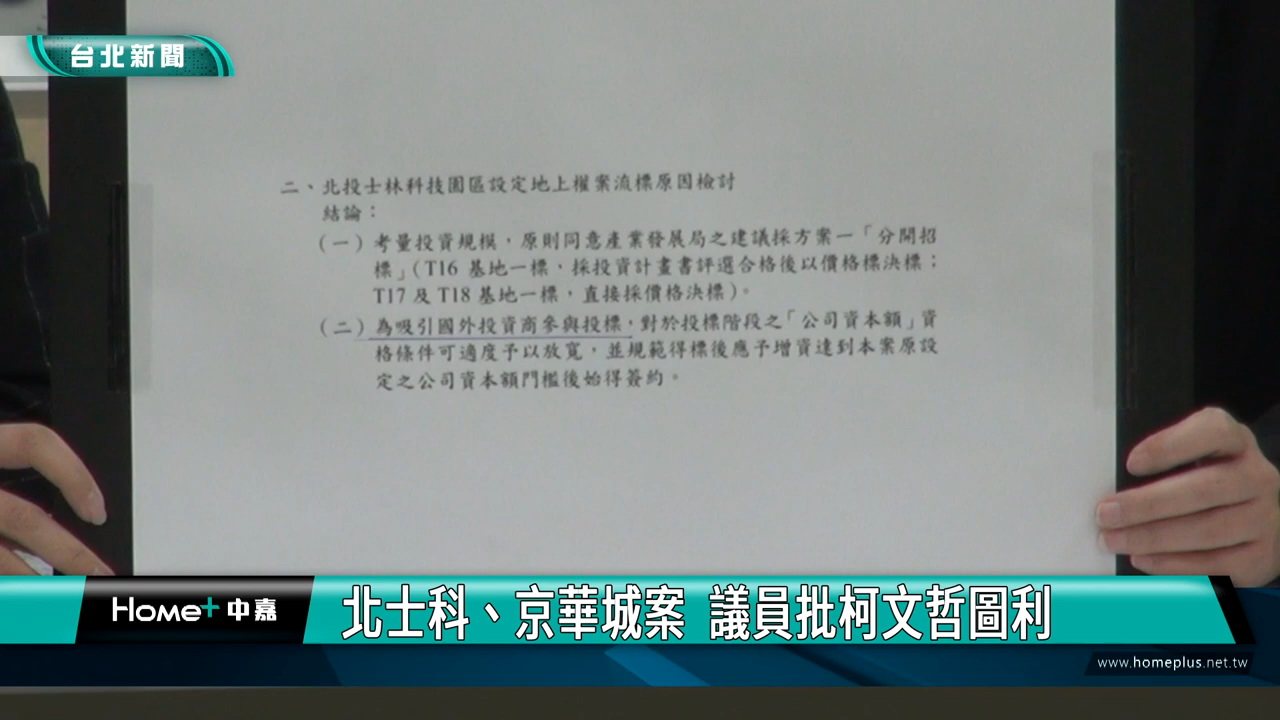 台北新聞
二、北投士林科技園區設定地上權案流標原因檢討
結論：
(一)考量投資規模，原則同意產業發展局之建議採方案一「分開招
標」(T16 基地一標，採投資計畫書評選合格後以價格標決標；
T17 及 T18 基地一標，直接採價格決標)。
(二)為吸引國外投資商參與投標，對於投標階段之「公司資本額」資
格條件可適度予以放寬，並規範得標後應予增資達到本案原設
定之公司資本額門檻後始得簽約。
Home+ 中嘉
北士科、京華城案 議員批柯文哲圖利
www.homeplus.net.tw